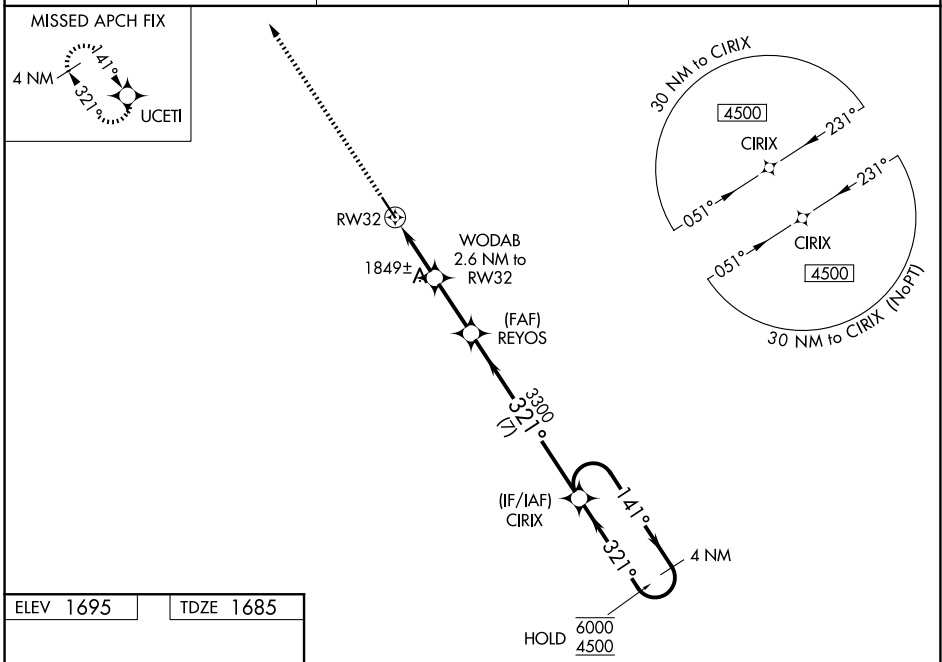 MISSED APCH FIX
4 NM
141°
321°
UCETI
30 NM to CIRIX
4500
CIRIX
231°
051°
231°
051°
CIRIX
4500
30 NM to CIRIX (NoPT)
RW32
1849±
WODAB
2.6 NM to
RW32
(FAF)
REYOS
3300
321°
(7)
(IF/IAF)
CIRIX
141°
321°
4 NM
HOLD
6000
4500
ELEV 1695
TDZE 1685